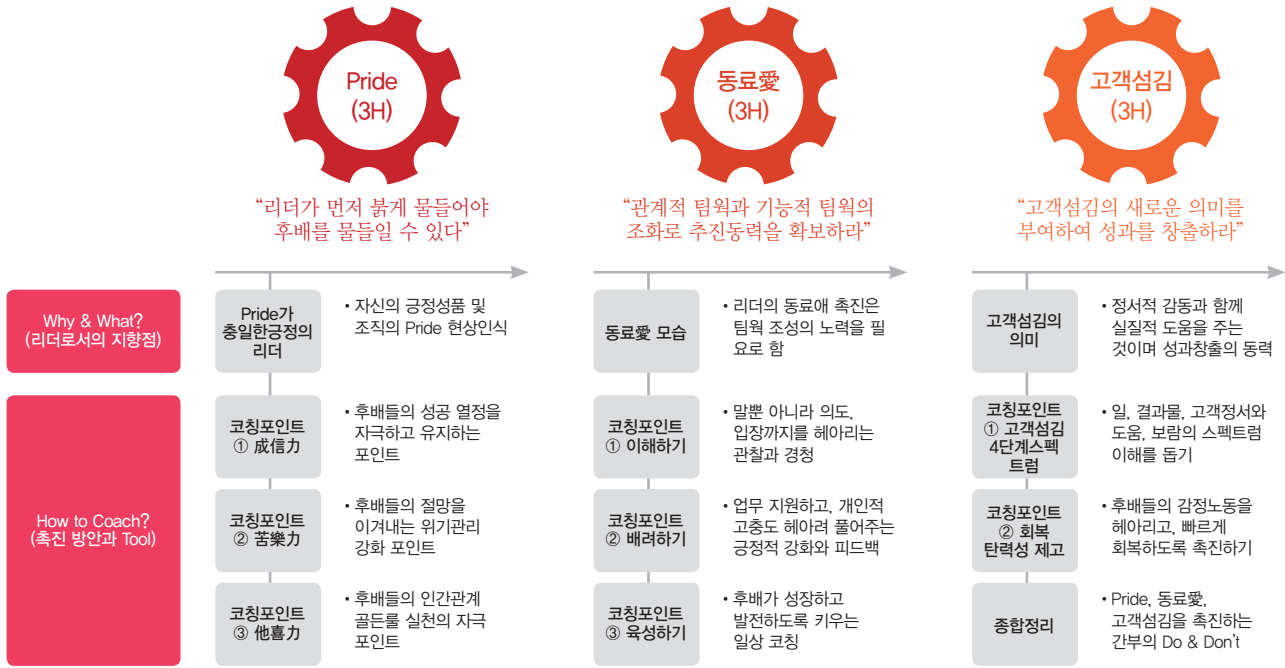 Pride
(3H)
동료愛
(3H)
고객섬김
(3H)
“리더가 먼저 붉게 물들어야
후배를 물들일 수 있다”
“관계적 팀웍과 기능적 팀웍의
조화로 추진동력을 확보하라”
“고객섬김의 새로운 의미를
부여하여 성과를 창출하라”
Why & What?
(리더로서의 지향점)
Pride가
충일한긍정의
리더
• 자신의 긍정성품 및
조직의 Pride 현상인식
동료愛 모습
• 리더의 동료애 촉진은
팀웍 조성의 노력을 필
요로 함
고객섬김의
의미
• 정서적 감동과 함께
실질적 도움을 주는
것이며 성과창출의 동력
How to Coach?
(촉진 방안과 Tool)
코칭포인트
① 成信力
• 후배들의 성공 열정을
자극하고 유지하는
포인트
코칭포인트
① 이해하기
• 말뿐 아니라 의도,
입장까지를 헤아리는
관찰과 경청
코칭포인트
① 고객섬김
4단계스펙
트럼
• 일, 결과물, 고객정서와
도움, 보람의 스펙트럼
이해를 돕기
코칭포인트
② 苦樂力
• 후배들의 절망을
이겨내는 위기관리
강화 포인트
코칭포인트
② 배려하기
• 업무 지원하고, 개인적
고충도 헤아려 풀어주는
긍정적 강화와 피드백
코칭포인트
② 회복
탄력성 제고
• 후배들의 감정노동을
헤아리고, 빠르게
회복하도록 촉진하기
코칭포인트
③ 他喜力
• 후배들의 인간관계
골든룰 실천의 자극
포인트
코칭포인트
③ 육성하기
• 후배가 성장하고
발전하도록 키우는
일상 코칭
종합정리
• Pride, 동료愛,
고객섬김을 촉진하는
간부의 Do & Don't